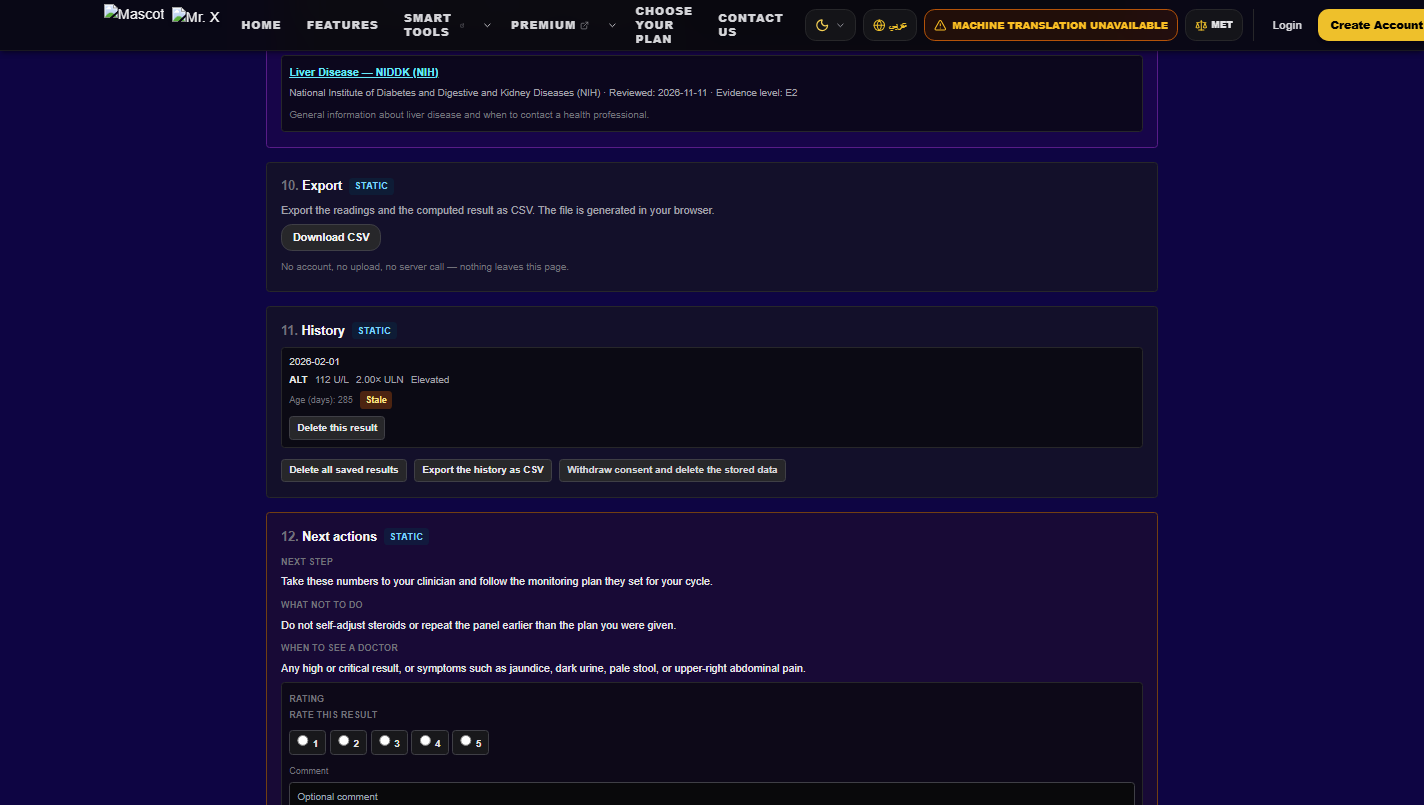 Mascot
Mr. X
HOME
FEATURES
SMART TOOLS
PREMIUM
CHOOSE YOUR PLAN
CONTACT US
عربي
MACHINE TRANSLATION UNAVAILABLE
MET
Login
Create Account
Liver Disease — NIDDK (NIH)
National Institute of Diabetes and Digestive and Kidney Diseases (NIH) · Reviewed: 2026-11-11 · Evidence level: E2
General information about liver disease and when to contact a health professional.
10. Export STATIC
Export the readings and the computed result as CSV. The file is generated in your browser.
Download CSV
No account, no upload, no server call — nothing leaves this page.
11. History STATIC
2026-02-01
ALT 112 U/L 2.00× ULN Elevated
Age (days): 285 Stale
Delete this result
Delete all saved results Export the history as CSV Withdraw consent and delete the stored data
12. Next actions STATIC
NEXT STEP
Take these numbers to your clinician and follow the monitoring plan they set for your cycle.
WHAT NOT TO DO
Do not self-adjust steroids or repeat the panel earlier than the plan you were given.
WHEN TO SEE A DOCTOR
Any high or critical result, or symptoms such as jaundice, dark urine, pale stool, or upper-right abdominal pain.
RATING
RATE THIS RESULT
1 2 3 4 5
Comment
Optional comment